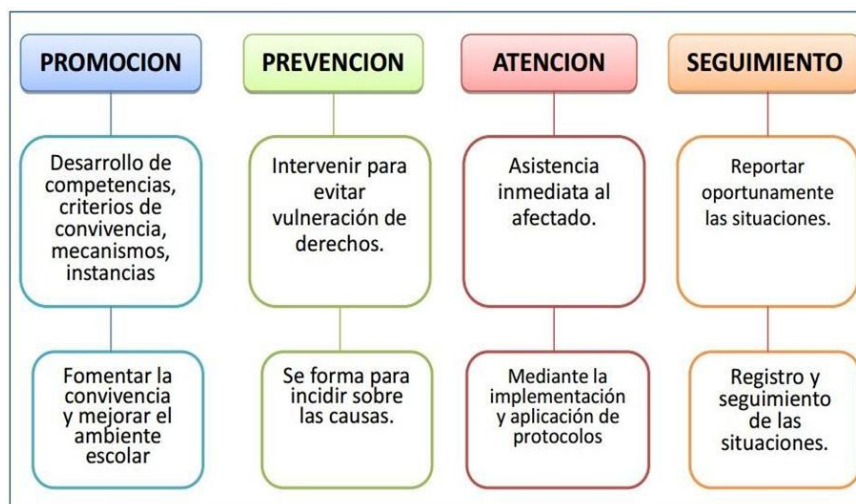 PROMOCION
Desarrollo de
competencias,
criterios de
convivencia,
mecanismos,
instancias
Fomentar la
convivencia
y mejorar el
ambiente
escolar
PREVENCION
Intervenir para
evitar
vulneración de
derechos.
Se forma para
incidir sobre
las causas.
ATENCION
Asistencia
inmediata al
afectado.
Mediante la
implementación
y aplicación de
protocolos
SEGUIMIENTO
Reportar
oportunamente
las situaciones.
Registro y
seguimiento
de las
situaciones.